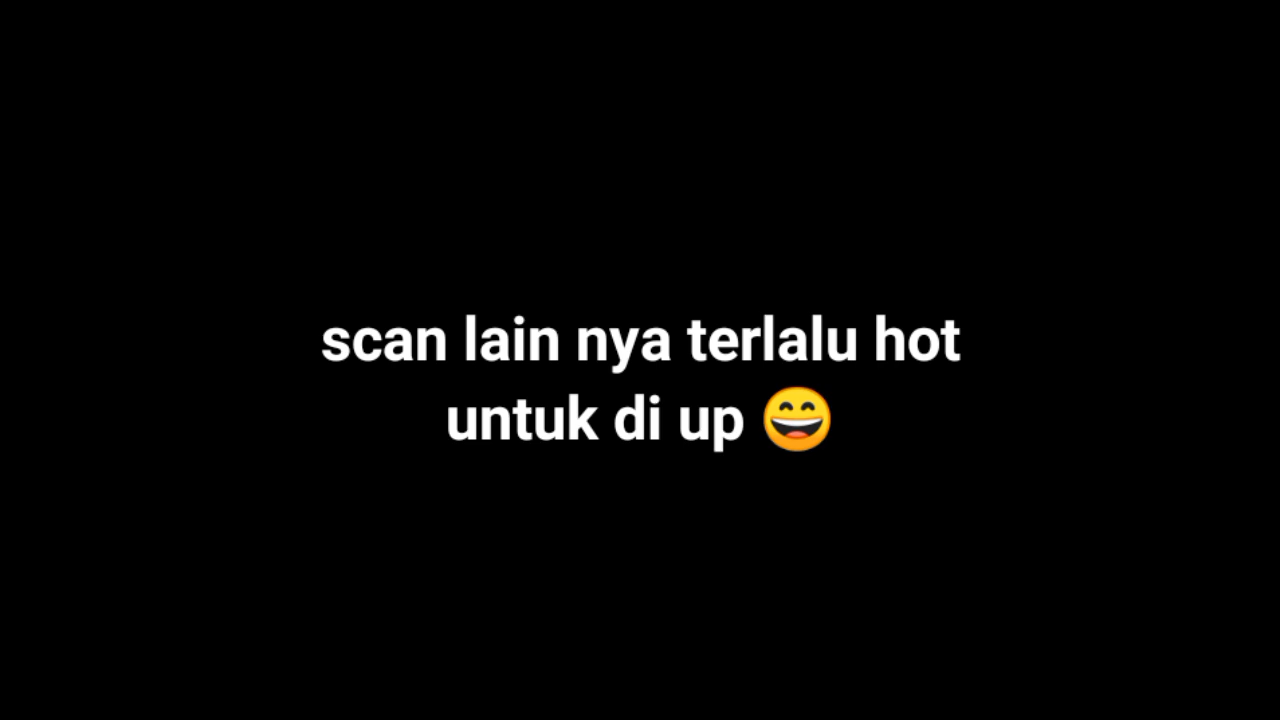 scan lain nya terlalu hot
untuk di up 😄